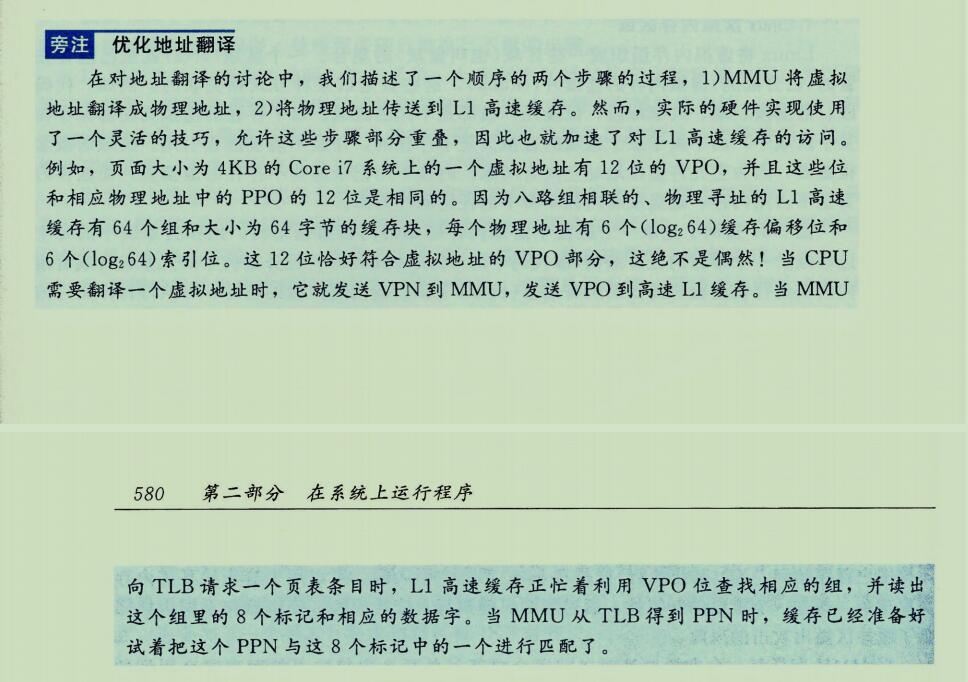 旁注 优化地址翻译
在对地址翻译的讨论中，我们描述了一个顺序的两个步骤的过程，1)MMU 将虚拟
地址翻译成物理地址，2)将物理地址传送到 L1 高速缓存。然而，实际的硬件实现使用
了一个灵活的技巧，允许这些步骤部分重叠，因此也就加速了对 L1 高速缓存的访问。
例如，页面大小为 4KB 的 Core i7 系统上的一个虚拟地址有 12 位的 VPO，并且这些位
和相应物理地址中的 PPO 的 12 位是相同的。因为八路组相联的、物理寻址的 L1 高速
缓存有 64 个组和大小为 64 字节的缓存块，每个物理地址有 6 个(log₂64)缓存偏移位和
6 个(log₂64)索引位。这 12 位恰好符合虚拟地址的 VPO 部分，这绝不是偶然！当 CPU
需要翻译一个虚拟地址时，它就发送 VPN 到 MMU，发送 VPO 到高速 L1 缓存。当 MMU
580 第二部分 在系统上运行程序
向 TLB 请求一个页表条目时，L1 高速缓存正忙着利用 VPO 位查找相应的组，并读出
这个组里的 8 个标记和相应的数据字。当 MMU 从 TLB 得到 PPN 时，缓存已经准备好
试着把这个 PPN 与这 8 个标记中的一个进行匹配了。